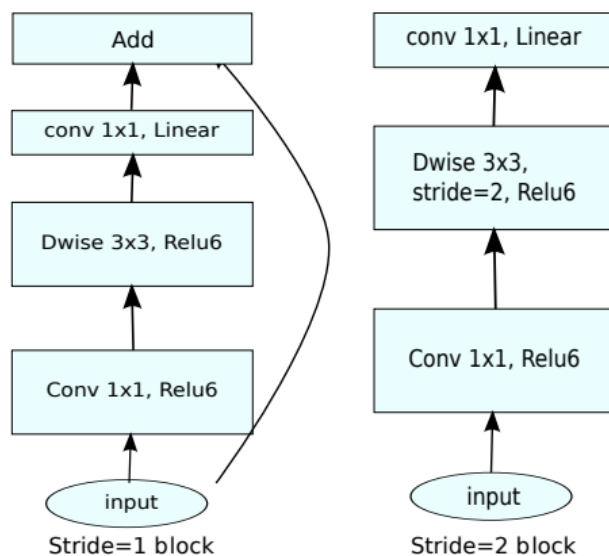 Add
conv 1x1, Linear
Dwise 3x3, Relu6
Conv 1x1, Relu6
input
Stride=1 block
conv 1x1, Linear
Dwise 3x3,
stride=2, Relu6
Conv 1x1, Relu6
input
Stride=2 block